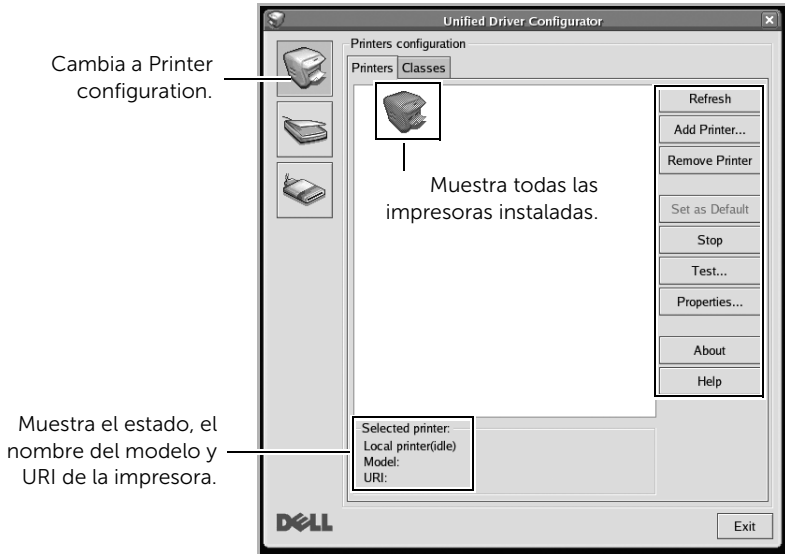 Unified Driver Configurator
Cambia a Printer
configuration.
Printers configuration
Printers Classes
Refresh
Add Printer...
Remove Printer
Set as Default
Stop
Test...
Properties...
About
Help
Muestra todas las
impresoras instaladas.
Muestra el estado, el
nombre del modelo y
URI de la impresora.
Selected printer:
Local printer(idle)
Model:
URI:
DELL
Exit